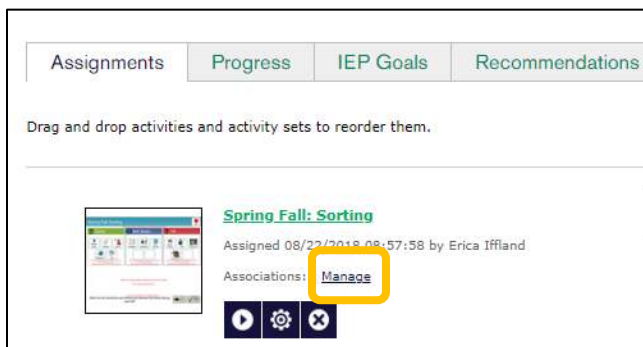 Assignments Progress IEP Goals Recommendations
Drag and drop activities and activity sets to reorder them.
Spring Fall: Sorting
Assigned 08/22/2018 08:57:58 by Erica Iffland
Associations: Manage